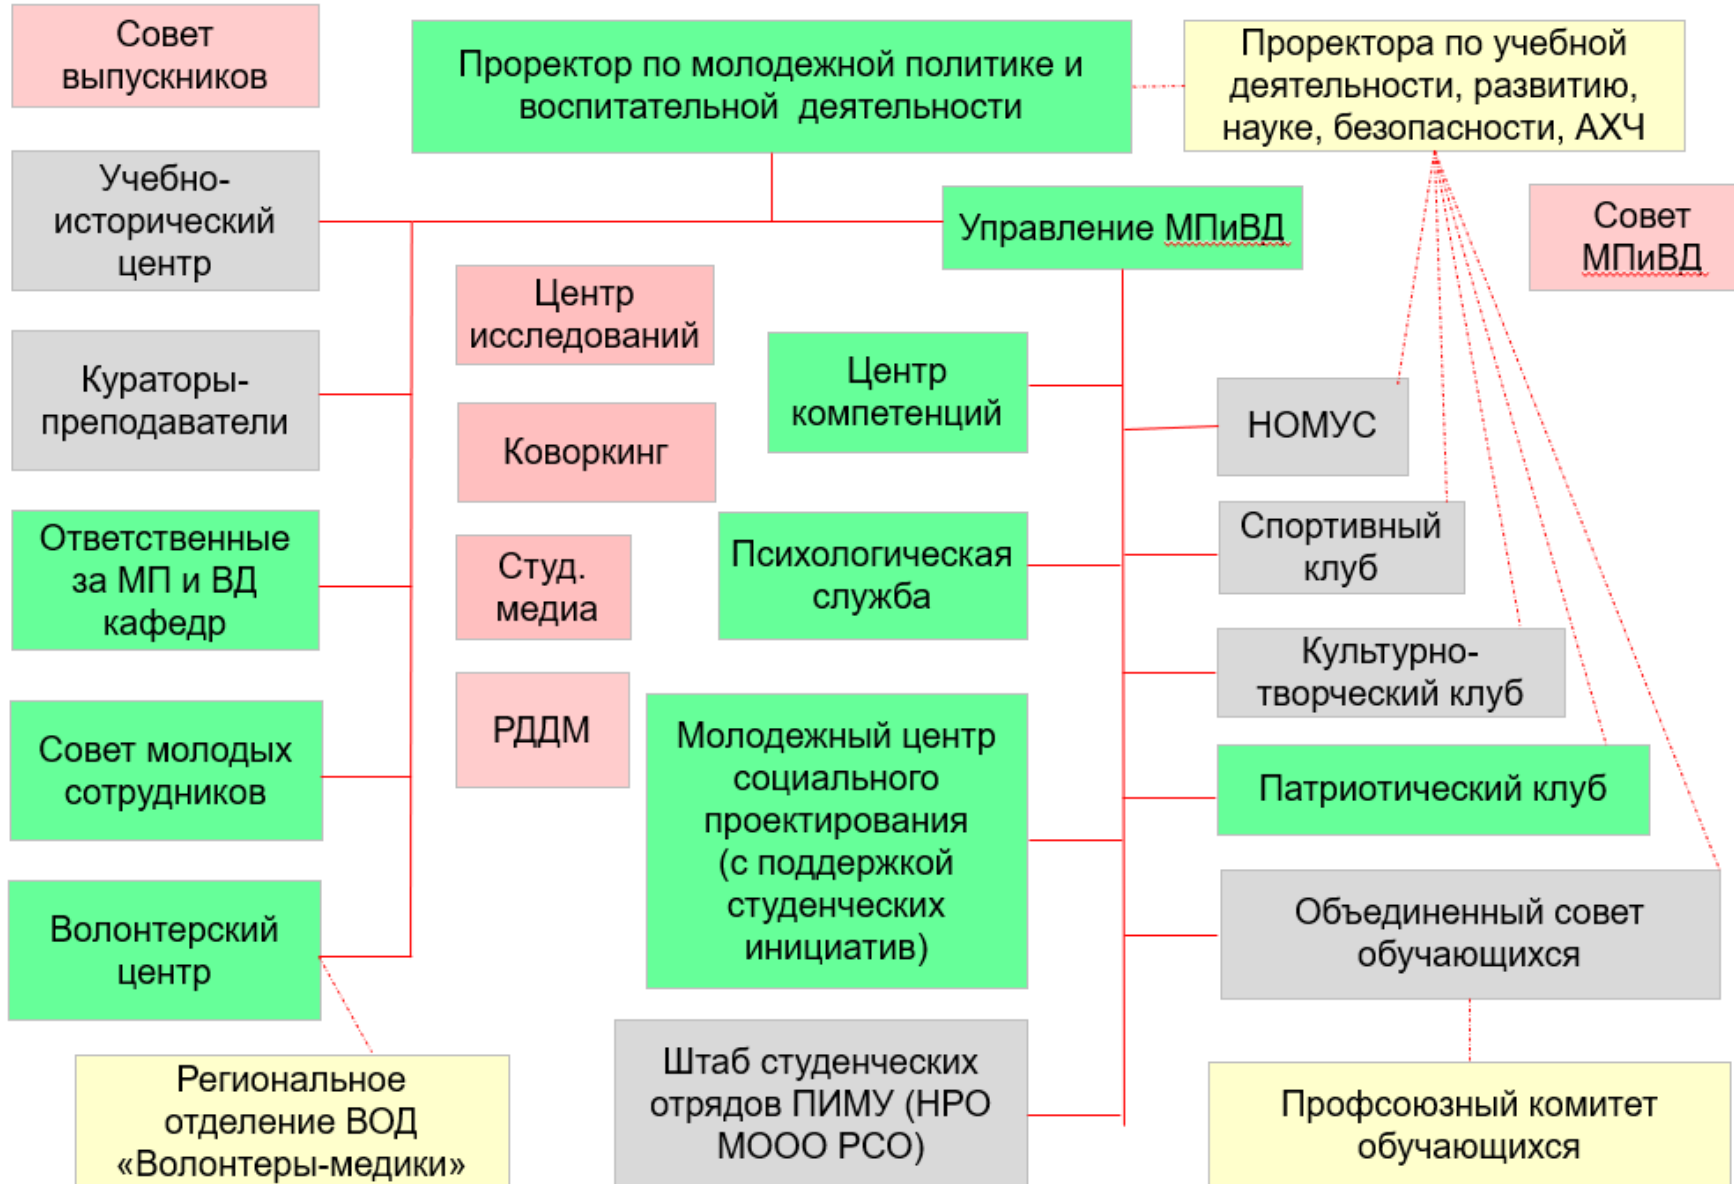 Совет
выпускников
Проректор по молодежной политике и
воспитательной деятельности
Проректора по учебной
деятельности, развитию,
науке, безопасности, АХЧ
Учебно-
исторический
центр
Управление МПиВД
Совет
МПиВД
Центр
исследований
Кураторы-
преподаватели
Центр
компетенций
НОМУС
Коворкинг
Ответственные
за МП и ВД
кафедр
Психологическая
служба
Спортивный
клуб
Студ.
медиа
Культурно-
творческий клуб
РДДМ
Совет молодых
сотрудников
Молодежный центр
социального
проектирования
(с поддержкой
студенческих
инициатив)
Патриотический клуб
Волонтерский
центр
Объединенный совет
обучающихся
Штаб студенческих
отрядов ПИМУ (НРО
МООО РСО)
Региональное
отделение ВОД
«Волонтеры-медики»
Профсоюзный комитет
обучающихся